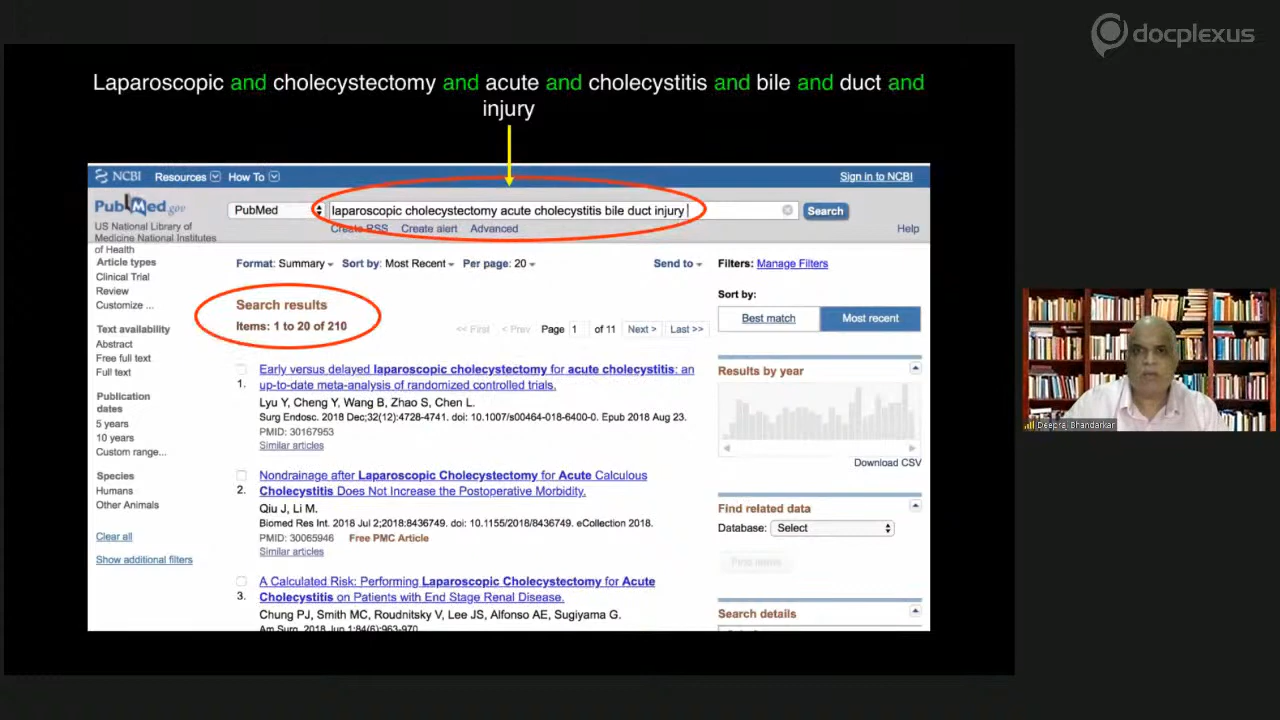 docplexus
Laparoscopic and cholecystectomy and acute and cholecystitis and bile and duct and
injury
NCBI Resources How To Sign in to NCBI
PubMed.gov
US National Library of
Medicine National Institutes
of Health
PubMed
laparoscopic cholecystectomy acute cholecystitis bile duct injury
Search
Create RSS Create alert Advanced
Help
Article types
Clinical Trial
Review
Customize ...
Text availability
Abstract
Free full text
Full text
Publication
dates
5 years
10 years
Custom range...
Species
Humans
Other Animals
Clear all
Show additional filters
Format: Summary Sort by: Most Recent Per page: 20
Send to
Search results
Items: 1 to 20 of 210
<< First < Prev Page 1 of 11 Next > Last >>
Early versus delayed laparoscopic cholecystectomy for acute cholecystitis: an
1. up-to-date meta-analysis of randomized controlled trials.
Lyu Y, Cheng Y, Wang B, Zhao S, Chen L.
Surg Endosc. 2018 Dec;32(12):4728-4741. doi: 10.1007/s00464-018-6400-0. Epub 2018 Aug 23.
PMID: 30167953
Similar articles
Nondrainage after Laparoscopic Cholecystectomy for Acute Calculous
2. Cholecystitis Does Not Increase the Postoperative Morbidity.
Qiu J, Li M.
Biomed Res Int. 2018 Jul 2;2018:8436749. doi: 10.1155/2018/8436749. eCollection 2018.
PMID: 30065946 Free PMC Article
Similar articles
A Calculated Risk: Performing Laparoscopic Cholecystectomy for Acute
3. Cholecystitis on Patients with End Stage Renal Disease.
Chung PJ, Smith MC, Roudnitsky V, Lee JS, Alfonso AE, Sugiyama G.
Am Surg. 2018 Jun 1;84(6):963-970.
Filters: Manage Filters
Sort by:
Best match Most recent
Results by year
Download CSV
Find related data
Database: Select
Find items
Search details
Deepraj Bhandarkar